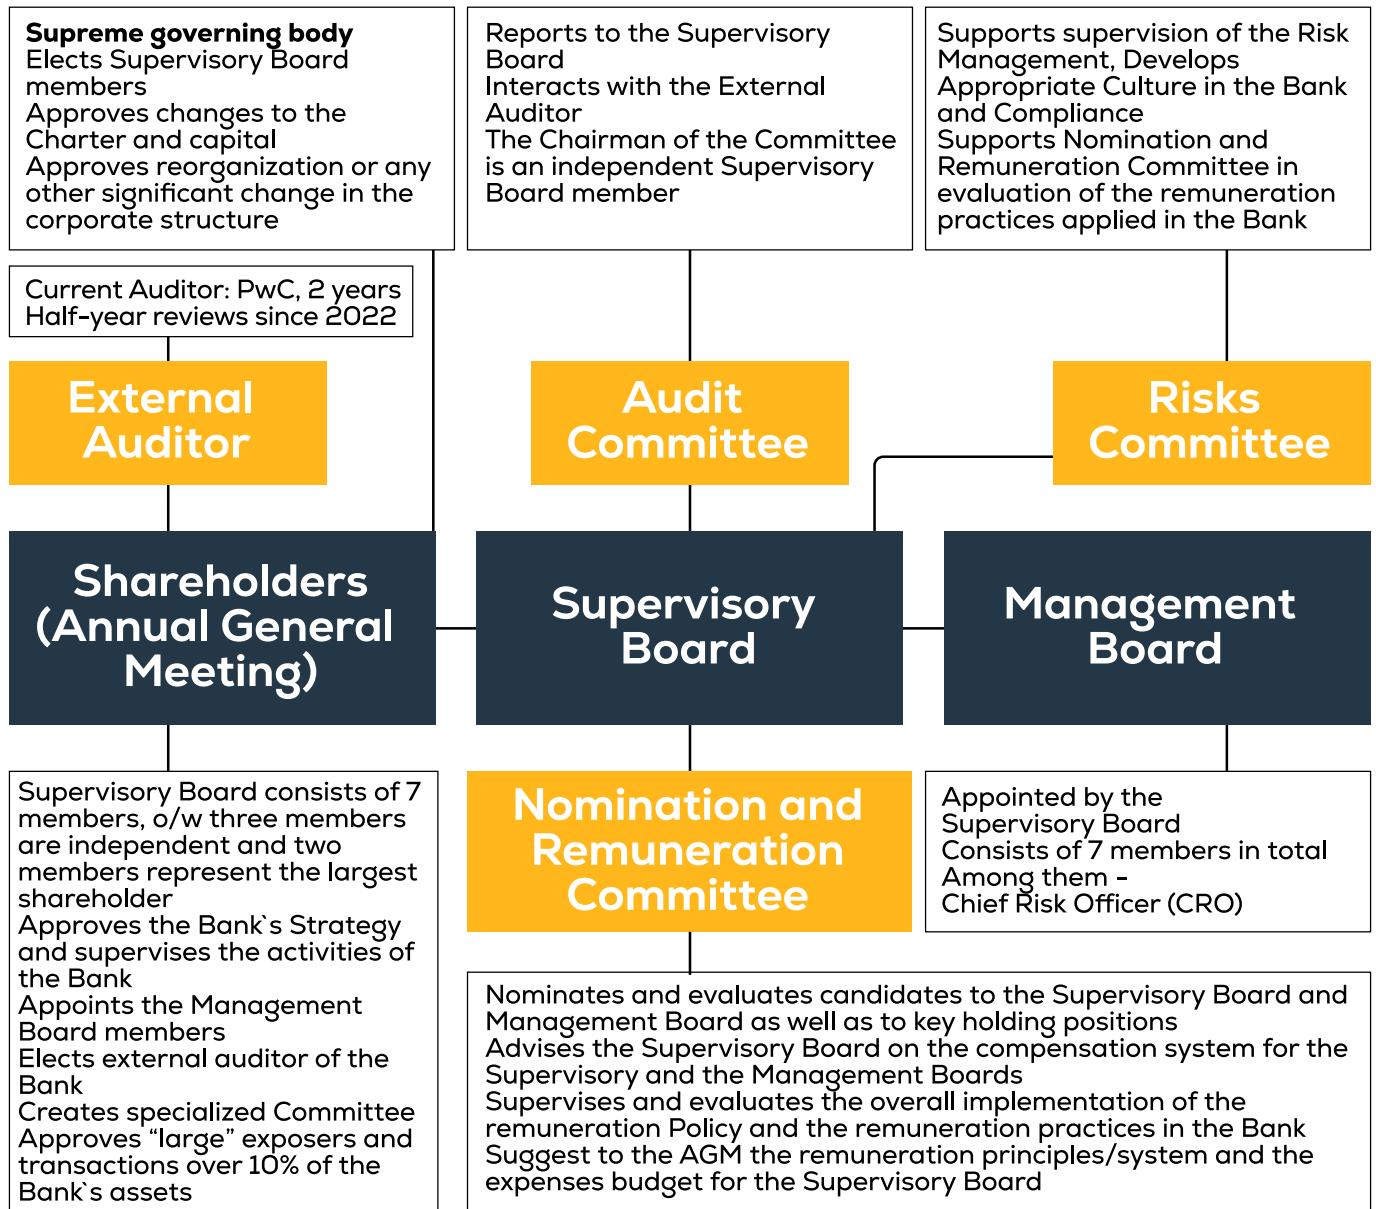 Supreme governing body
Elects Supervisory Board
members
Approves changes to the
Charter and capital
Approves reorganization or any
other significant change in the
corporate structure
Reports to the Supervisory
Board
Interacts with the External
Auditor
The Chairman of the Committee
is an independent Supervisory
Board member
Supports supervision of the Risk
Management, Develops
Appropriate Culture in the Bank
and Compliance
Supports Nomination and
Remuneration Committee in
evaluation of the remuneration
practices applied in the Bank
Current Auditor: PwC, 2 years
Half-year reviews since 2022
External
Auditor
Audit
Committee
Risks
Committee
Shareholders
(Annual General
Meeting)
Supervisory
Board
Management
Board
Supervisory Board consists of 7
members, o/w three members
are independent and two
members represent the largest
shareholder
Approves the Bank`s Strategy
and supervises the activities of
the Bank
Appoints the Management
Board members
Elects external auditor of the
Bank
Creates specialized Committee
Approves “large” exposers and
transactions over 10% of the
Bank`s assets
Nomination and
Remuneration
Committee
Appointed by the
Supervisory Board
Consists of 7 members in total
Among them -
Chief Risk Officer (CRO)
Nominates and evaluates candidates to the Supervisory Board and
Management Board as well as to key holding positions
Advises the Supervisory Board on the compensation system for the
Supervisory and the Management Boards
Supervises and evaluates the overall implementation of the
remuneration Policy and the remuneration practices in the Bank
Suggest to the AGM the remuneration principles/system and the
expenses budget for the Supervisory Board